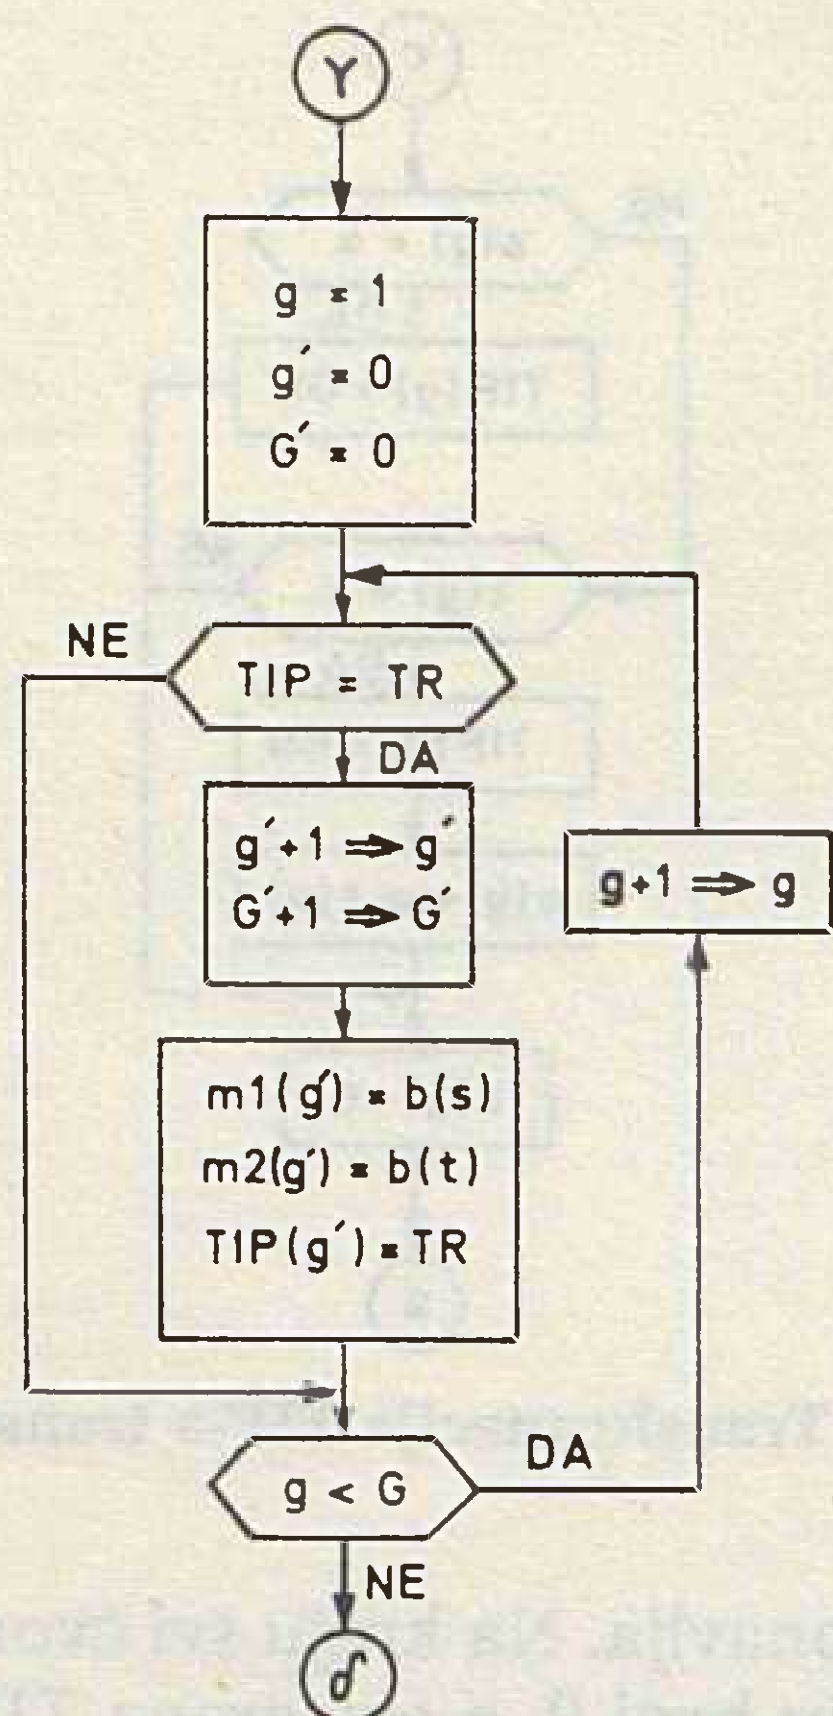 γ
g = 1
g′ = 0
G′ = 0
NE
TIP = TR
DA
g′+1 ⇒ g′
G′+1 ⇒ G′
g+1 ⇒ g
m1(g′) = b(s)
m2(g′) = b(t)
TIP(g′) = TR
g < G
DA
NE
δ